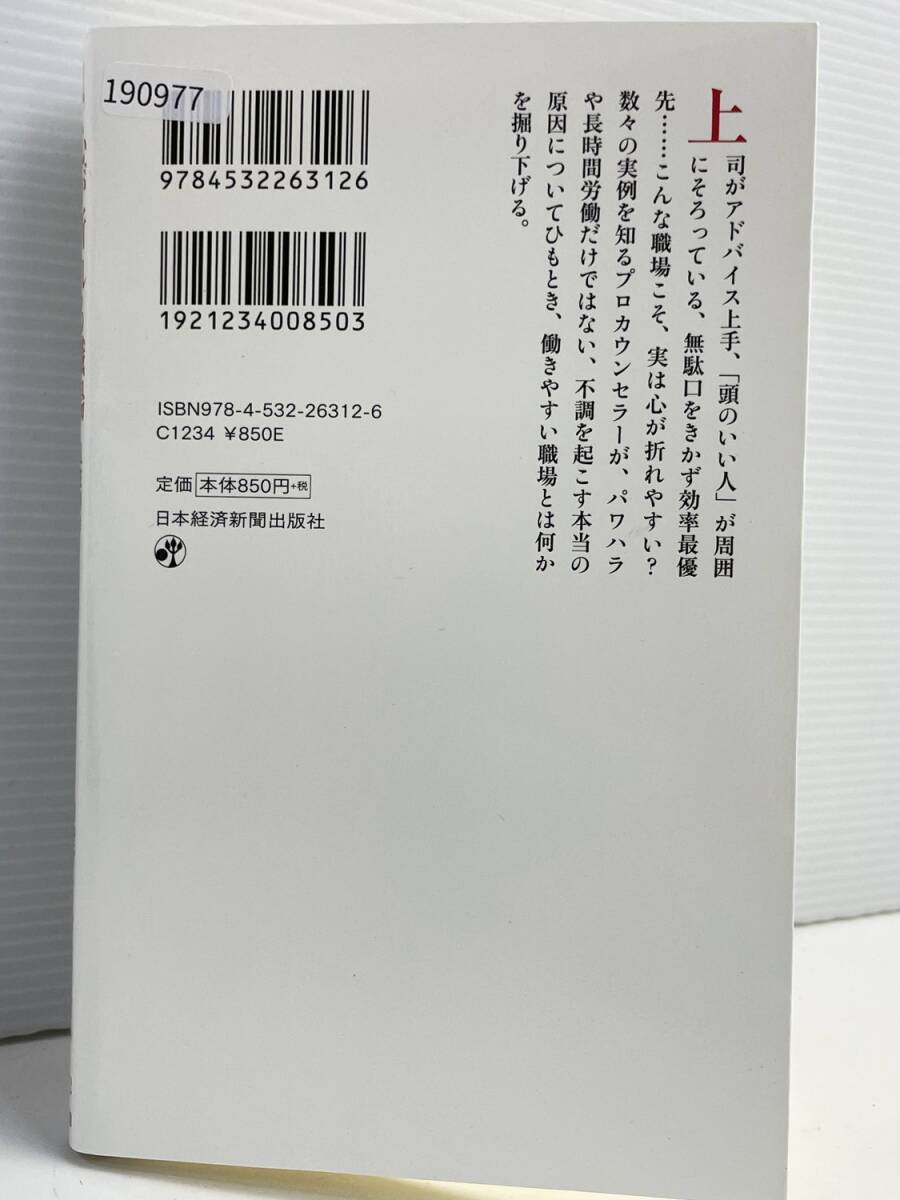 190977
9784532263126
1921234008503
ISBN978-4-532-26312-6
C1234 ¥850E
定価 本体850円+税
日本経済新聞出版社
上司がアドバイス上手、「頭のいい人」が周囲
にそろっている、無駄口をきかず効率最優
先……こんな職場こそ、実は心が折れやすい？
数々の実例を知るプロカウンセラーが、パワハラ
や長時間労働だけではない、不調を起こす本当の
原因についてひもとき、働きやすい職場とは何か
を掘り下げる。